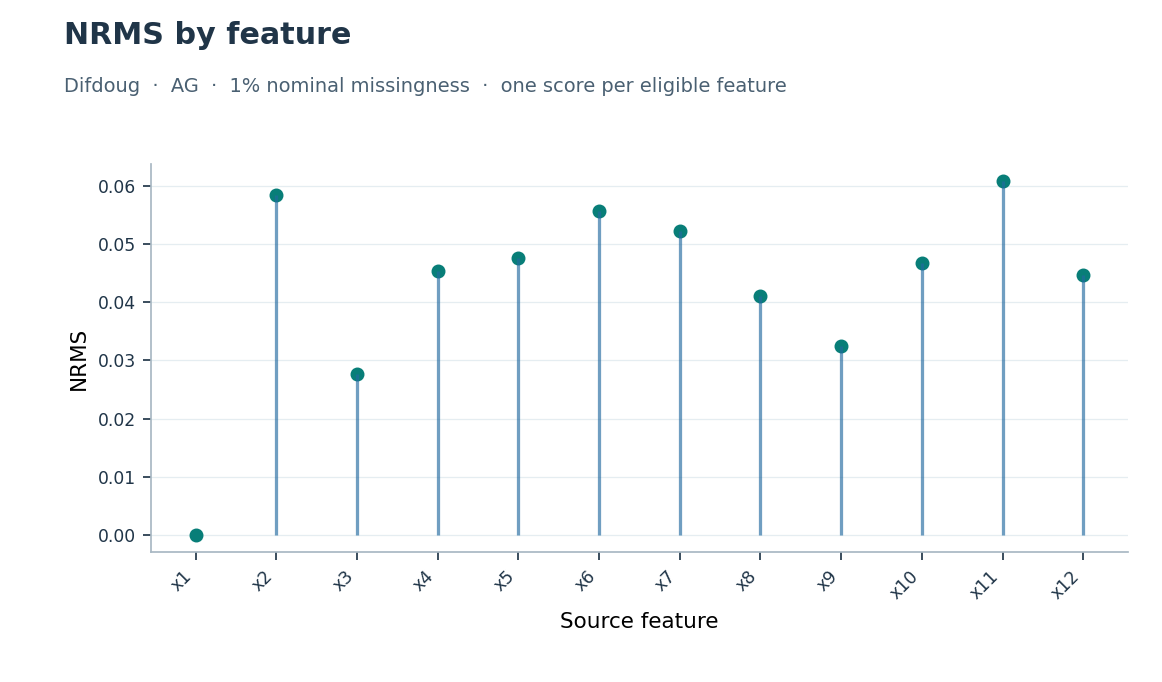 NRMS by feature
Difdoug · AG · 1% nominal missingness · one score per eligible feature
0.06
0.05
0.04
0.03
0.02
0.01
0.00
NRMS
x1 x2 x3 x4 x5 x6 x7 x8 x9 x10 x11 x12
Source feature